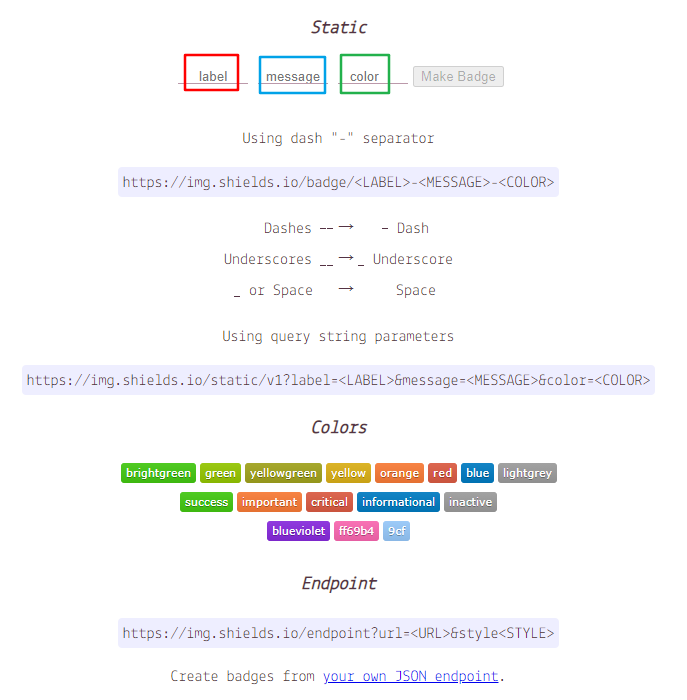 Static
label message color Make Badge
Using dash "-" separator
https://img.shields.io/badge/<LABEL>-<MESSAGE>-<COLOR>
Dashes -- → - Dash
Underscores __ → _ Underscore
_ or Space → Space
Using query string parameters
https://img.shields.io/static/v1?label=<LABEL>&message=<MESSAGE>&color=<COLOR>
Colors
brightgreen green yellowgreen yellow orange red blue lightgrey
success important critical informational inactive
blueviolet ff69b4 9cf
Endpoint
https://img.shields.io/endpoint?url=<URL>&style<STYLE>
Create badges from your own JSON endpoint.